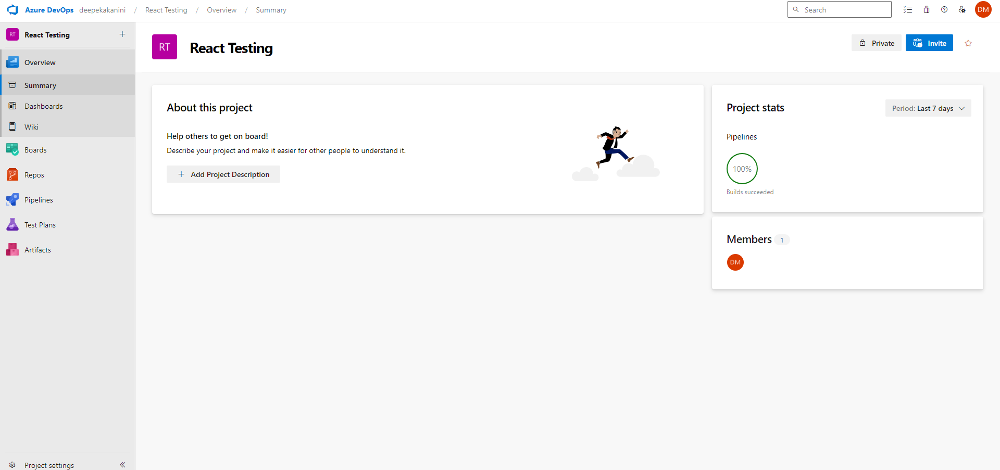 Azure DevOps deepekakanini / React Testing / Overview / Summary
Search
DM
RT React Testing
Overview
Summary
Dashboards
Wiki
Boards
Repos
Pipelines
Test Plans
Artifacts
Project settings
RT React Testing
Private
Invite
About this project
Help others to get on board!
Describe your project and make it easier for other people to understand it.
+ Add Project Description
Project stats
Period: Last 7 days
Pipelines
100%
Builds succeeded
Members 1
DM